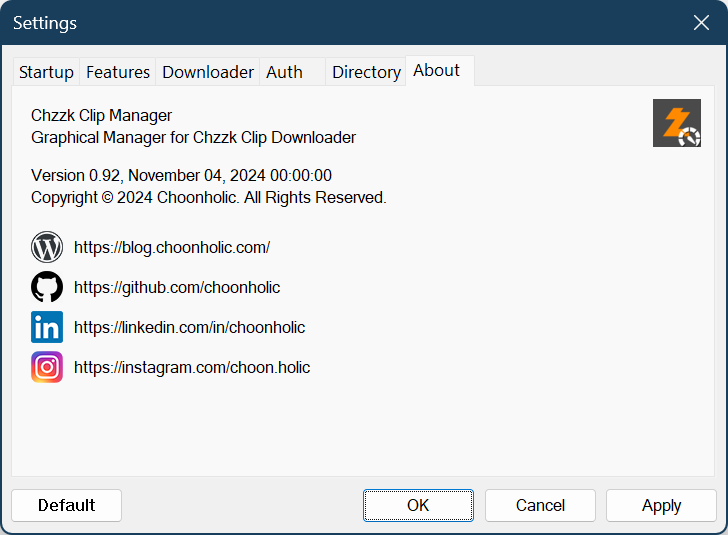 Settings
Startup Features Downloader Auth Directory About
Chzzk Clip Manager
Graphical Manager for Chzzk Clip Downloader
Version 0.92, November 04, 2024 00:00:00
Copyright © 2024 Choonholic. All Rights Reserved.
https://blog.choonholic.com/
https://github.com/choonholic
https://linkedin.com/in/choonholic
https://instagram.com/choon.holic
Default OK Cancel Apply